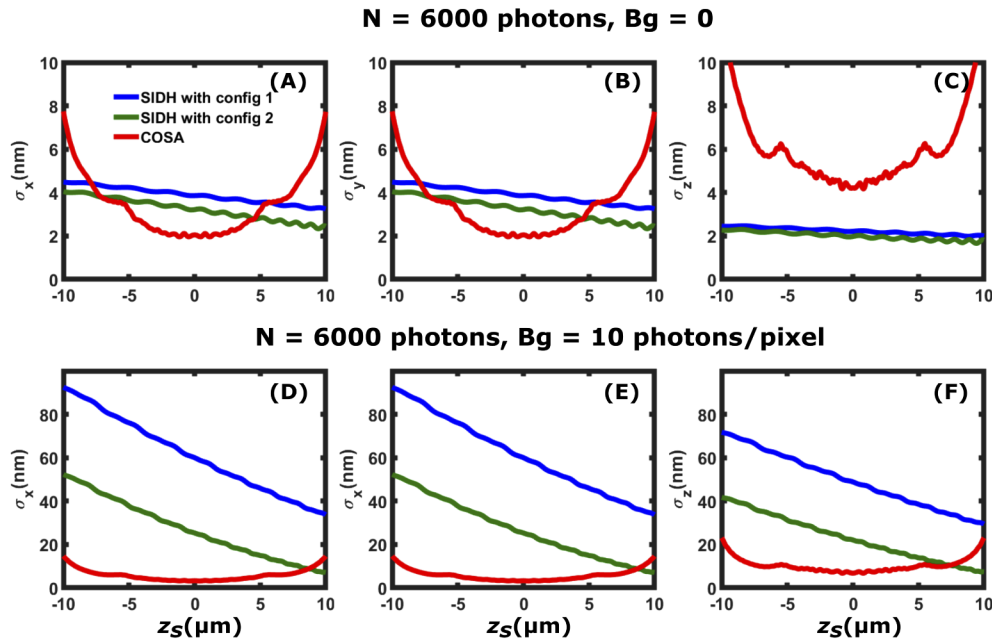 N = 6000 photons, Bg = 0
(A)
SIDH with config 1
SIDH with config 2
COSA
σx(nm)
10
8
6
4
2
0
-10 -5 0 5 10
(B)
σy(nm)
10
8
6
4
2
0
-10 -5 0 5 10
(C)
σz(nm)
10
8
6
4
2
0
-10 -5 0 5 10
N = 6000 photons, Bg = 10 photons/pixel
(D)
σx(nm)
80
60
40
20
0
-10 -5 0 5 10
zS(μm)
(E)
σx(nm)
80
60
40
20
0
-10 -5 0 5 10
zS(μm)
(F)
σz(nm)
80
60
40
20
0
-10 -5 0 5 10
zS(μm)